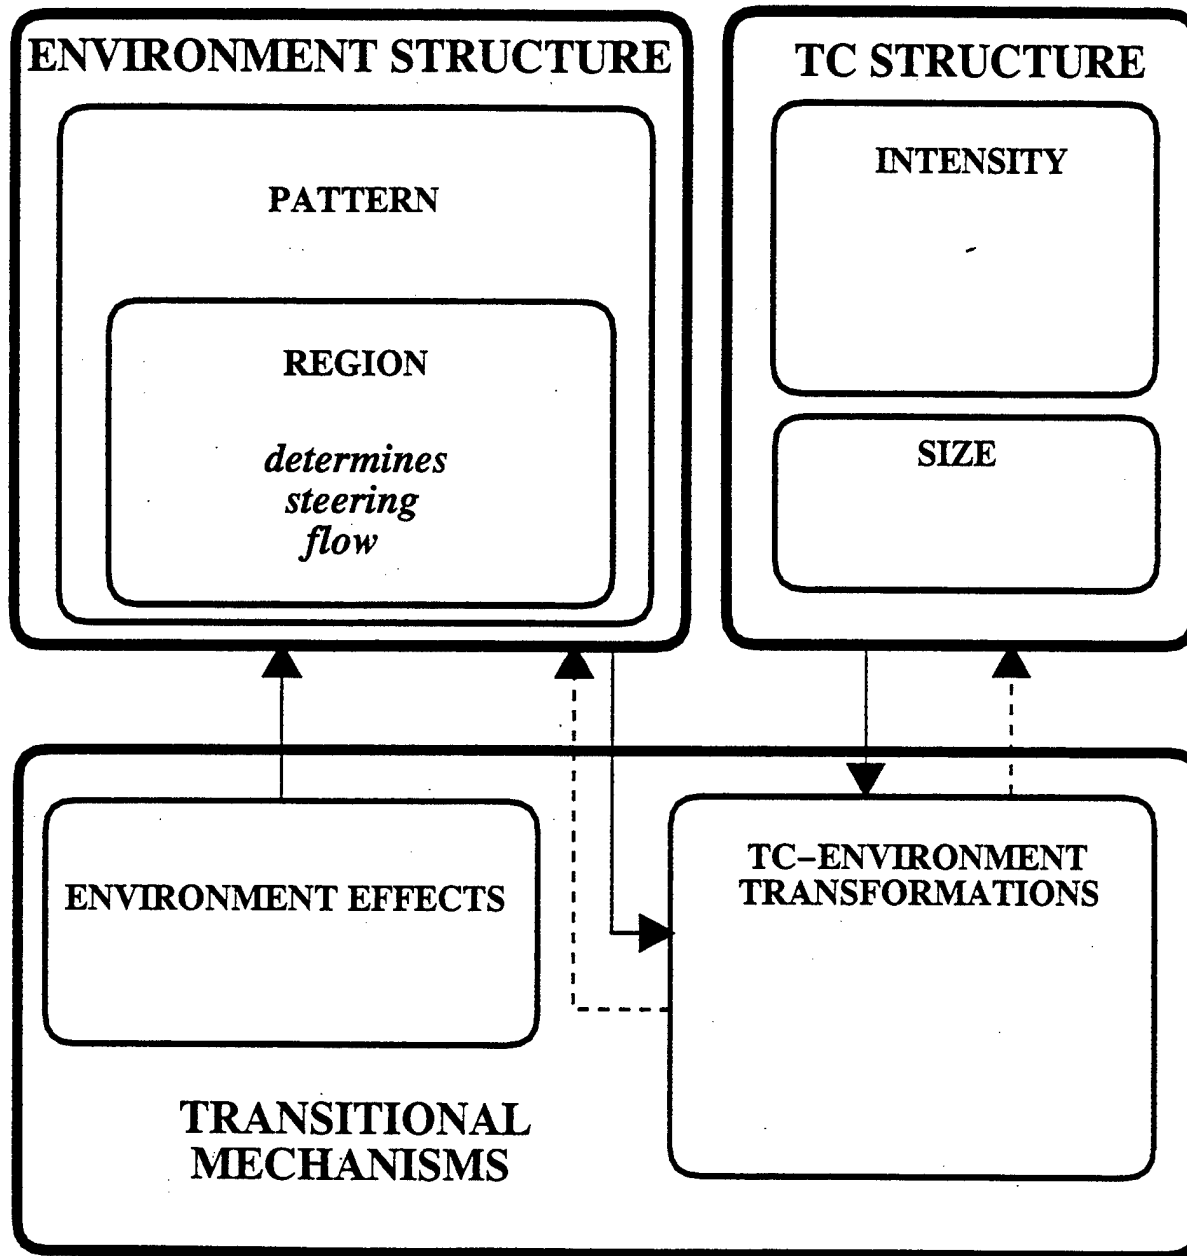 ENVIRONMENT STRUCTURE
PATTERN
REGION
determines
steering
flow
TC STRUCTURE
INTENSITY
SIZE
ENVIRONMENT EFFECTS
TC–ENVIRONMENT
TRANSFORMATIONS
TRANSITIONAL
MECHANISMS